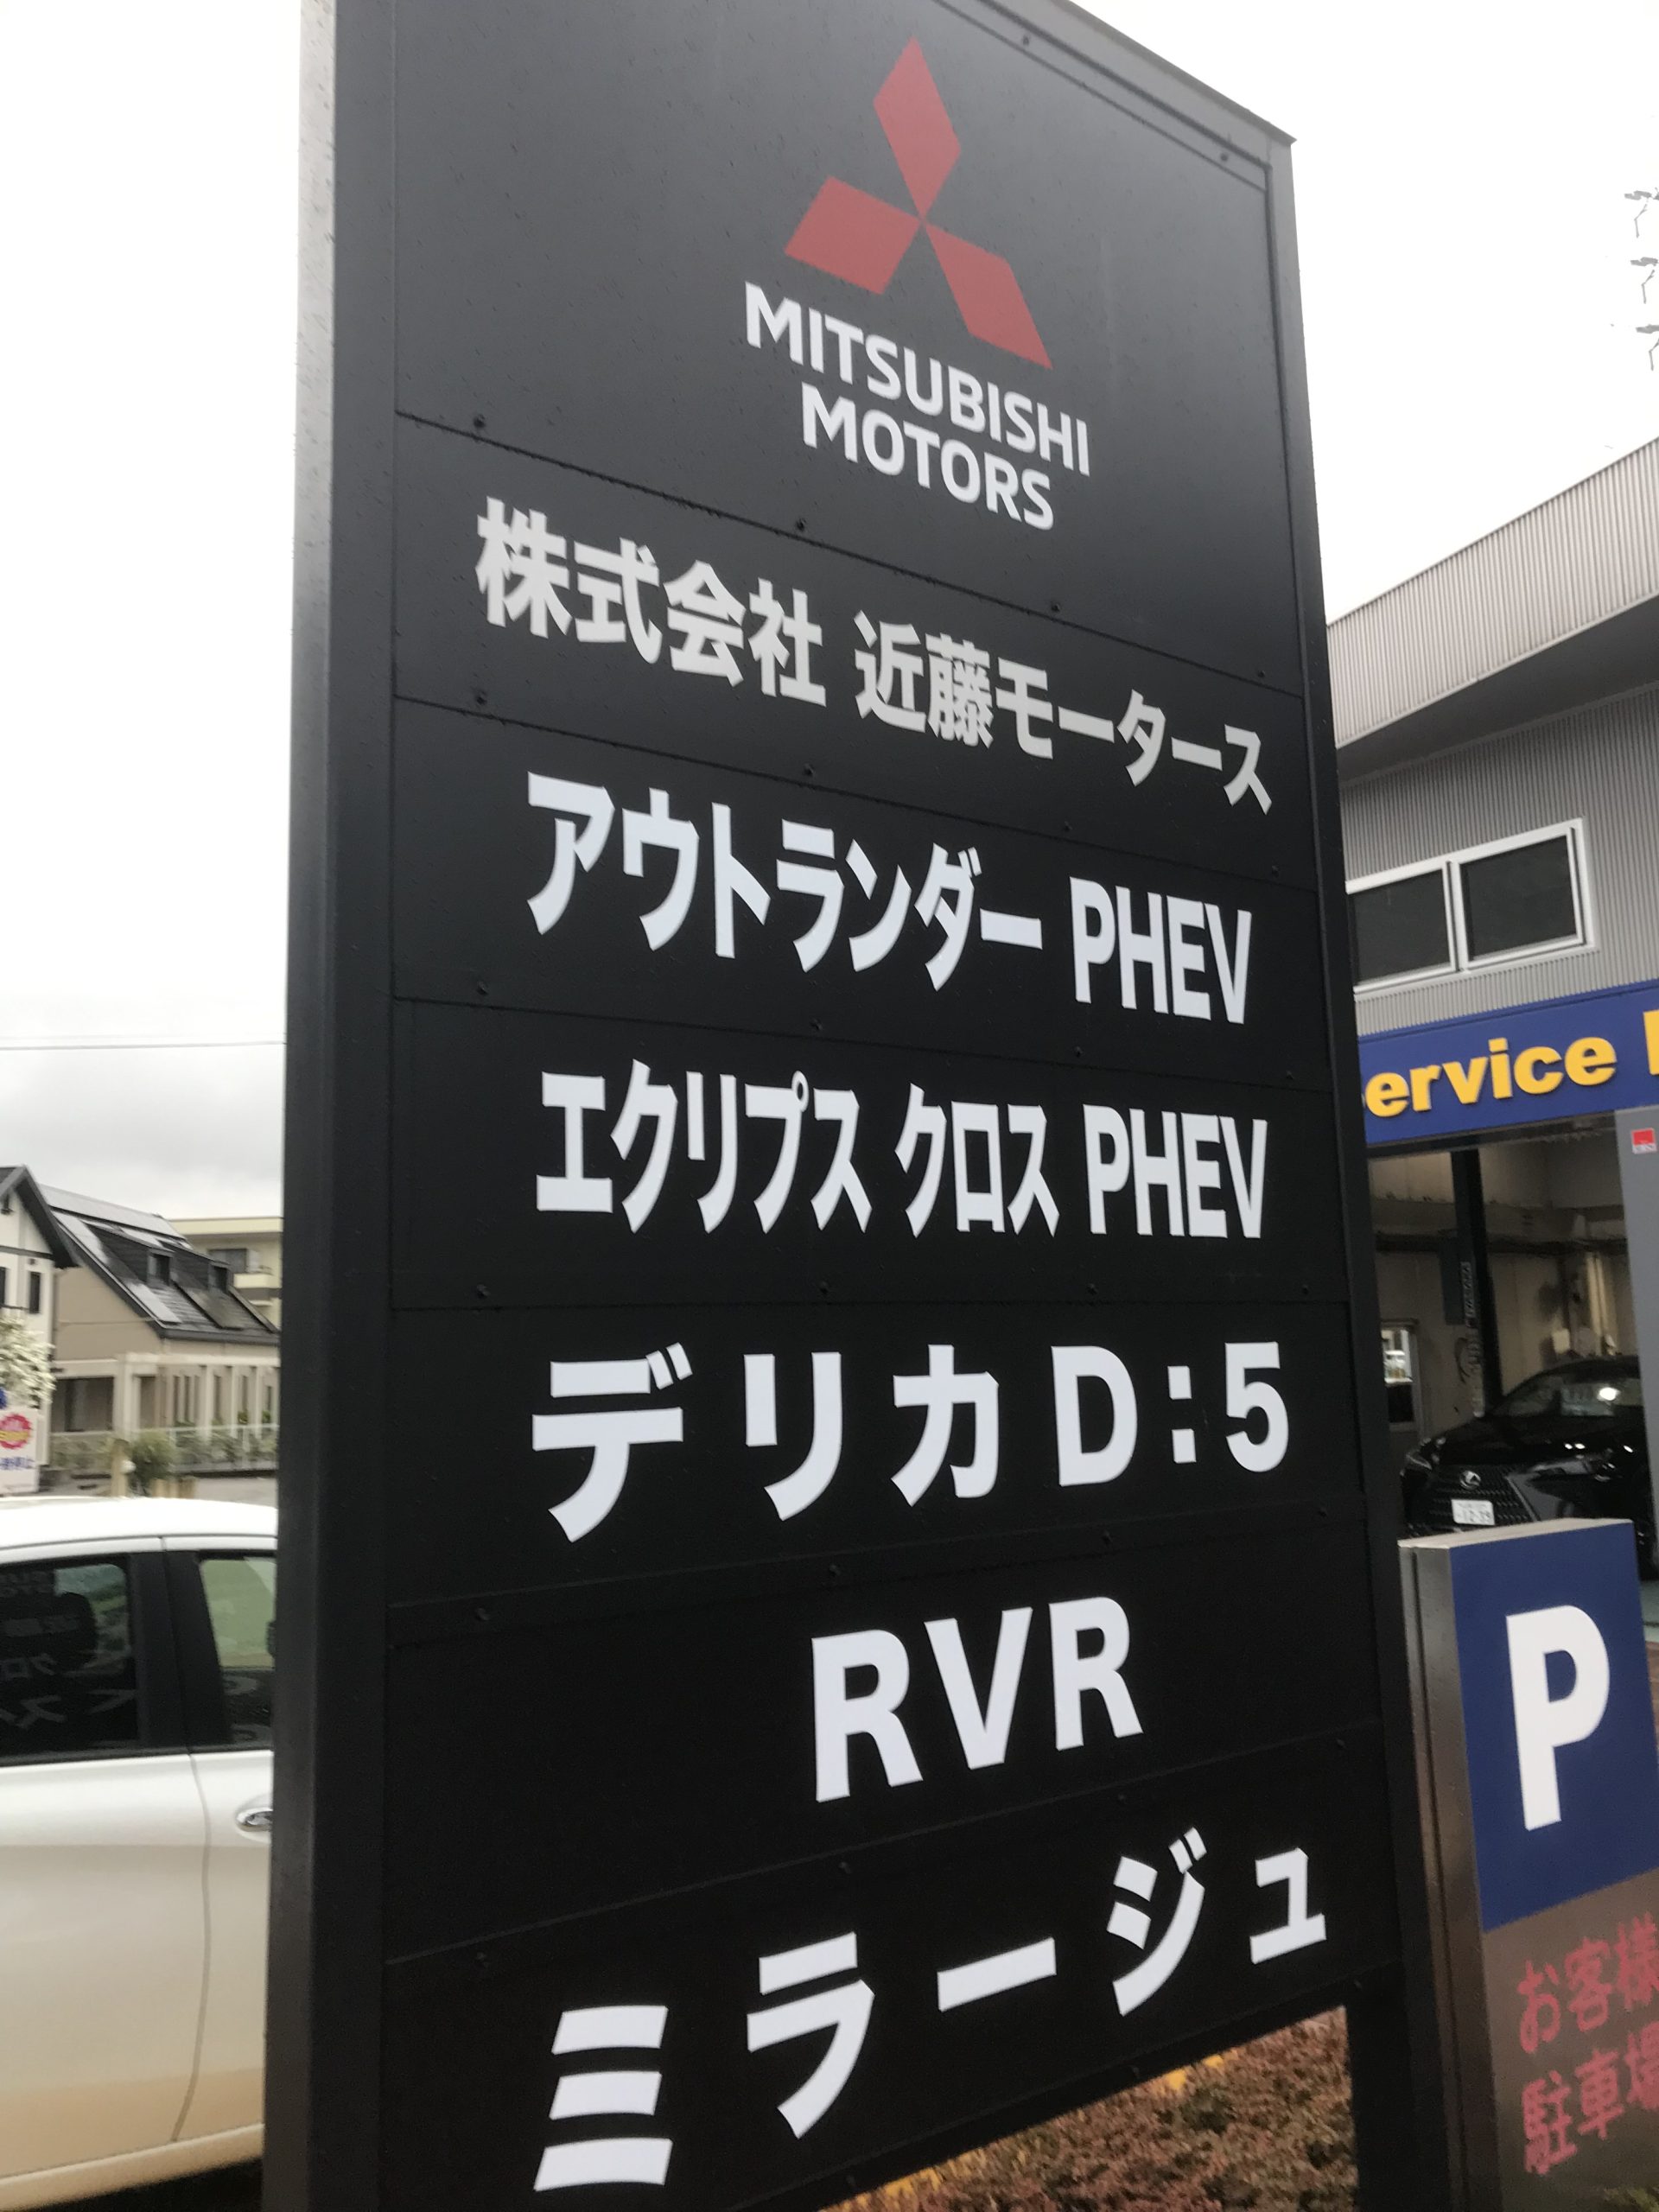 MITSUBISHI
MOTORS
株式会社 近藤モータース
アウトランダー PHEV
エクリプス クロス PHEV
デリカ D:5
RVR
ミラージュ
ervice
P
お客様
駐車場